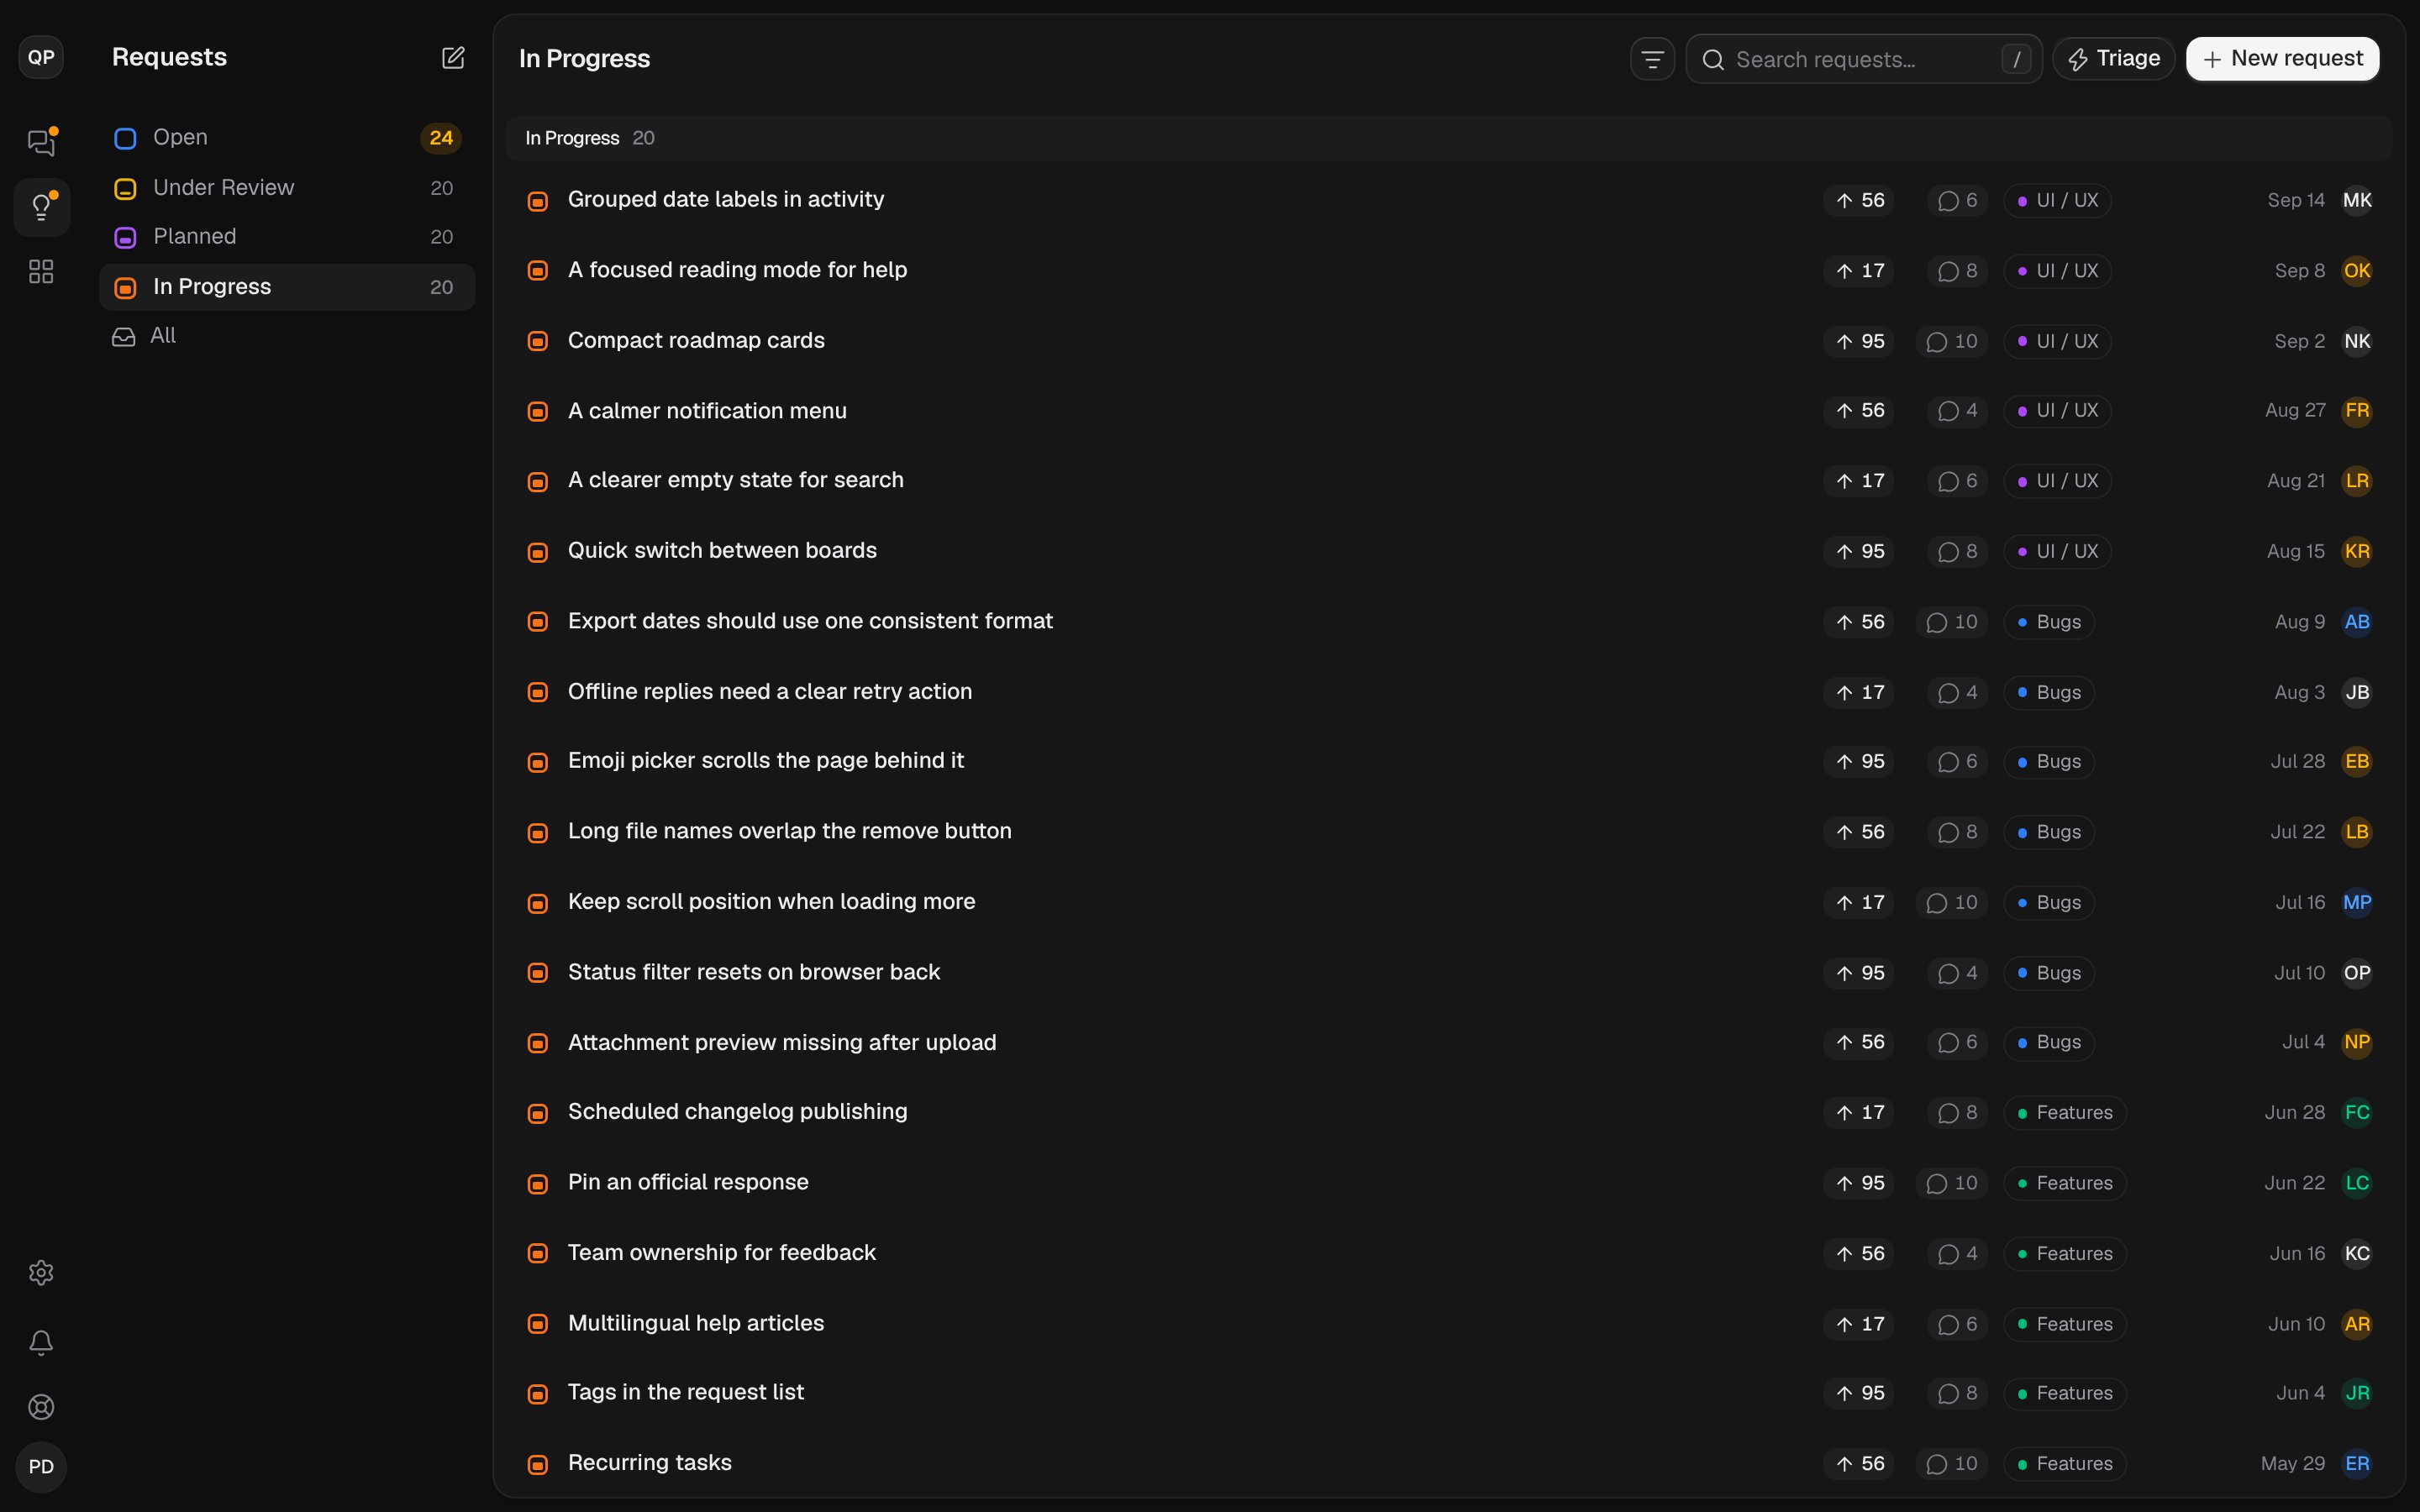 QP
Requests
Open 24
Under Review 20
Planned 20
In Progress 20
All
PD
In Progress
Search requests... /
Triage
New request
In Progress 20
Grouped date labels in activity 56 6 UI / UX Sep 14 MK
A focused reading mode for help 17 8 UI / UX Sep 8 OK
Compact roadmap cards 95 10 UI / UX Sep 2 NK
A calmer notification menu 56 4 UI / UX Aug 27 FR
A clearer empty state for search 17 6 UI / UX Aug 21 LR
Quick switch between boards 95 8 UI / UX Aug 15 KR
Export dates should use one consistent format 56 10 Bugs Aug 9 AB
Offline replies need a clear retry action 17 4 Bugs Aug 3 JB
Emoji picker scrolls the page behind it 95 6 Bugs Jul 28 EB
Long file names overlap the remove button 56 8 Bugs Jul 22 LB
Keep scroll position when loading more 17 10 Bugs Jul 16 MP
Status filter resets on browser back 95 4 Bugs Jul 10 OP
Attachment preview missing after upload 56 6 Bugs Jul 4 NP
Scheduled changelog publishing 17 8 Features Jun 28 FC
Pin an official response 95 10 Features Jun 22 LC
Team ownership for feedback 56 4 Features Jun 16 KC
Multilingual help articles 17 6 Features Jun 10 AR
Tags in the request list 95 8 Features Jun 4 JR
Recurring tasks 56 10 Features May 29 ER